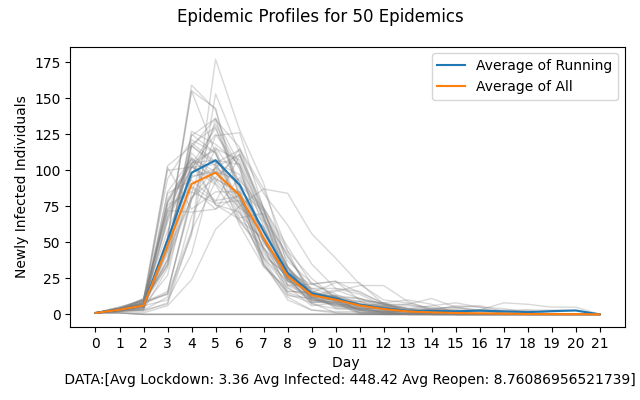 Epidemic Profiles for 50 Epidemics
Average of Running
Average of All
175
150
125
100
75
50
25
0
Newly Infected Individuals
0 1 2 3 4 5 6 7 8 9 10 11 12 13 14 15 16 17 18 19 20 21
Day
DATA:[Avg Lockdown: 3.36 Avg Infected: 448.42 Avg Reopen: 8.76086956521739]